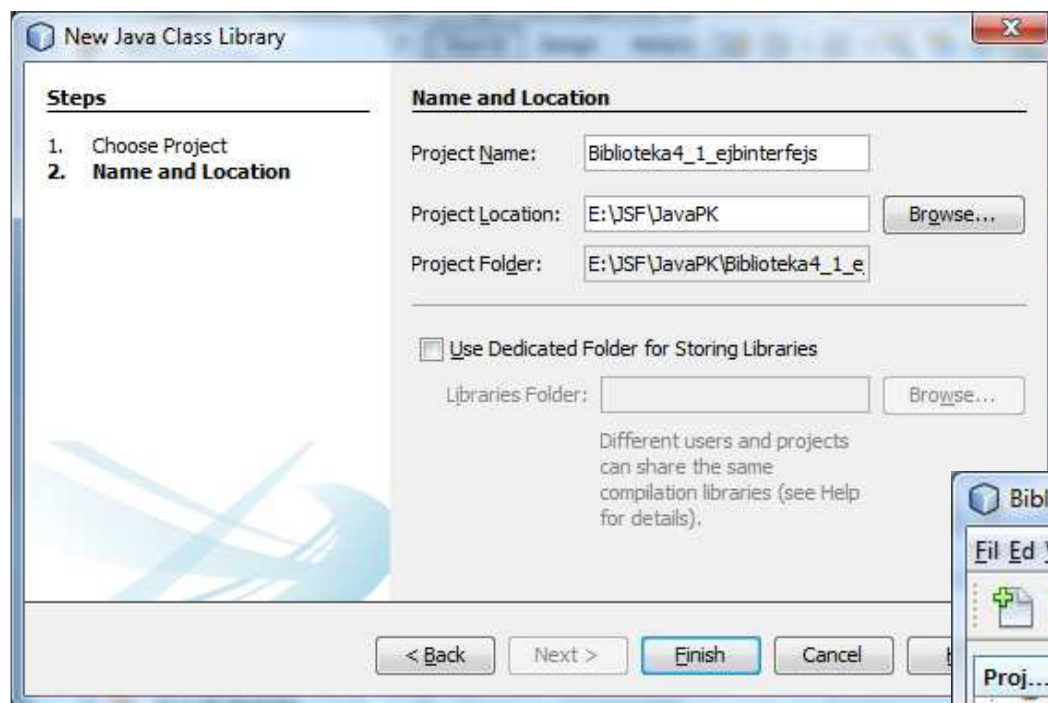 New Java Class Library
Steps
1. Choose Project
2. Name and Location
Name and Location
Project Name: Biblioteka4_1_ejbinterfejs
Project Location: E:\JSF\JavaPK Browse...
Project Folder: E:\JSF\JavaPK\Biblioteka4_1_e
Use Dedicated Folder for Storing Libraries
Libraries Folder: Browse...
Different users and projects
can share the same
compilation libraries (see Help
for details).
< Back Next > Finish Cancel
Bibl
Fil Ed
Proj...